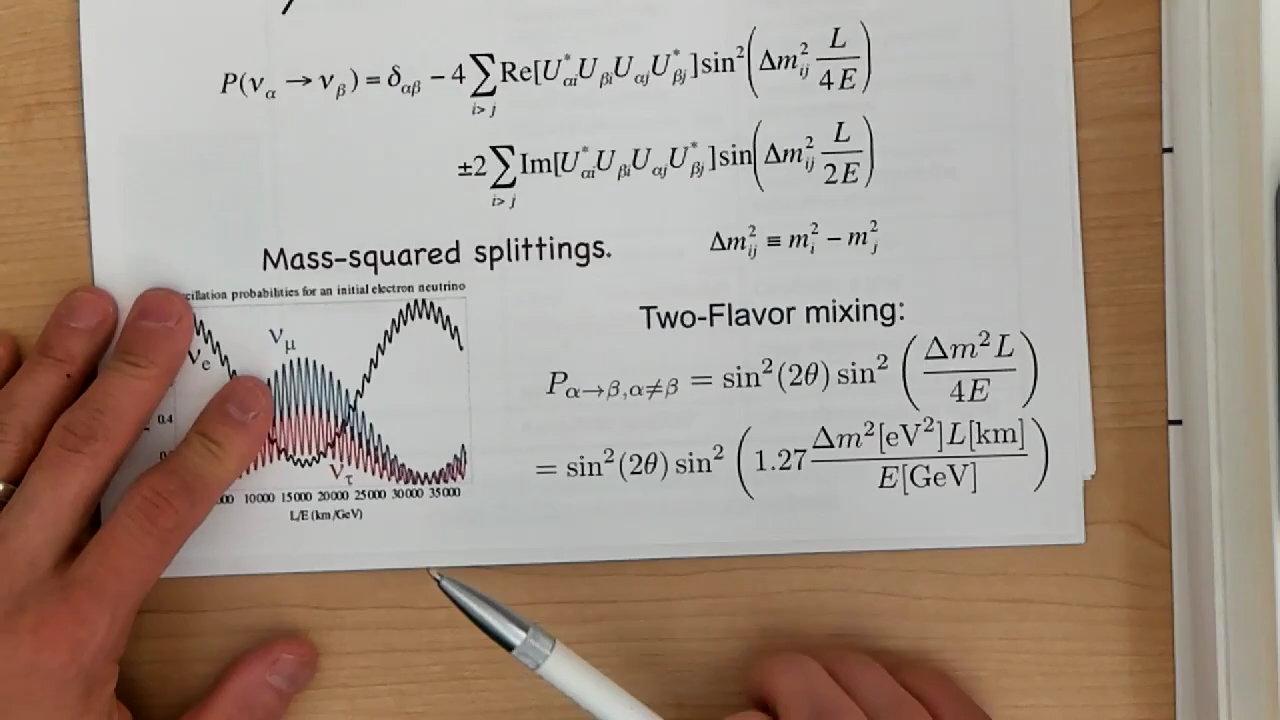 P(ν_α → ν_β) = δ_αβ − 4 ∑_{i>j} Re[U*_αi U_βi U_αj U*_βj] sin²(Δm²_ij L/4E)
±2 ∑_{i>j} Im[U*_αi U_βi U_αj U*_βj] sin(Δm²_ij L/2E)
Mass-squared splittings. Δm²_ij ≡ m²_i − m²_j
probabilities for an initial electron neutrino
Two-Flavor mixing:
ν_e ν_μ
P_{α→β,α≠β} = sin²(2θ) sin²(Δm²L/4E)
0.4
= sin²(2θ) sin²(1.27 Δm²[eV²]L[km]/E[GeV])
ν_τ
10000 15000 20000 25000 30000 35000
L/E (km/GeV)